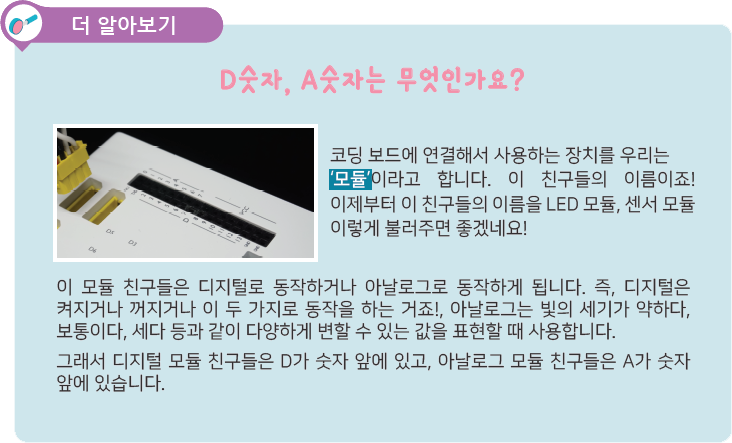 더 알아보기
D숫자, A숫자는 무엇인가요?
코딩 보드에 연결해서 사용하는 장치를 우리는
'모듈'이라고 합니다. 이 친구들의 이름이죠!
이제부터 이 친구들의 이름을 LED 모듈, 센서 모듈
이렇게 불러주면 좋겠네요!
D5
D3
D6
이 모듈 친구들은 디지털로 동작하거나 아날로그로 동작하게 됩니다. 즉, 디지털은
켜지거나 꺼지거나 이 두 가지로 동작을 하는 거죠!, 아날로그는 빛의 세기가 약하다,
보통이다, 세다 등과 같이 다양하게 변할 수 있는 값을 표현할 때 사용합니다.
그래서 디지털 모듈 친구들은 D가 숫자 앞에 있고, 아날로그 모듈 친구들은 A가 숫자
앞에 있습니다.